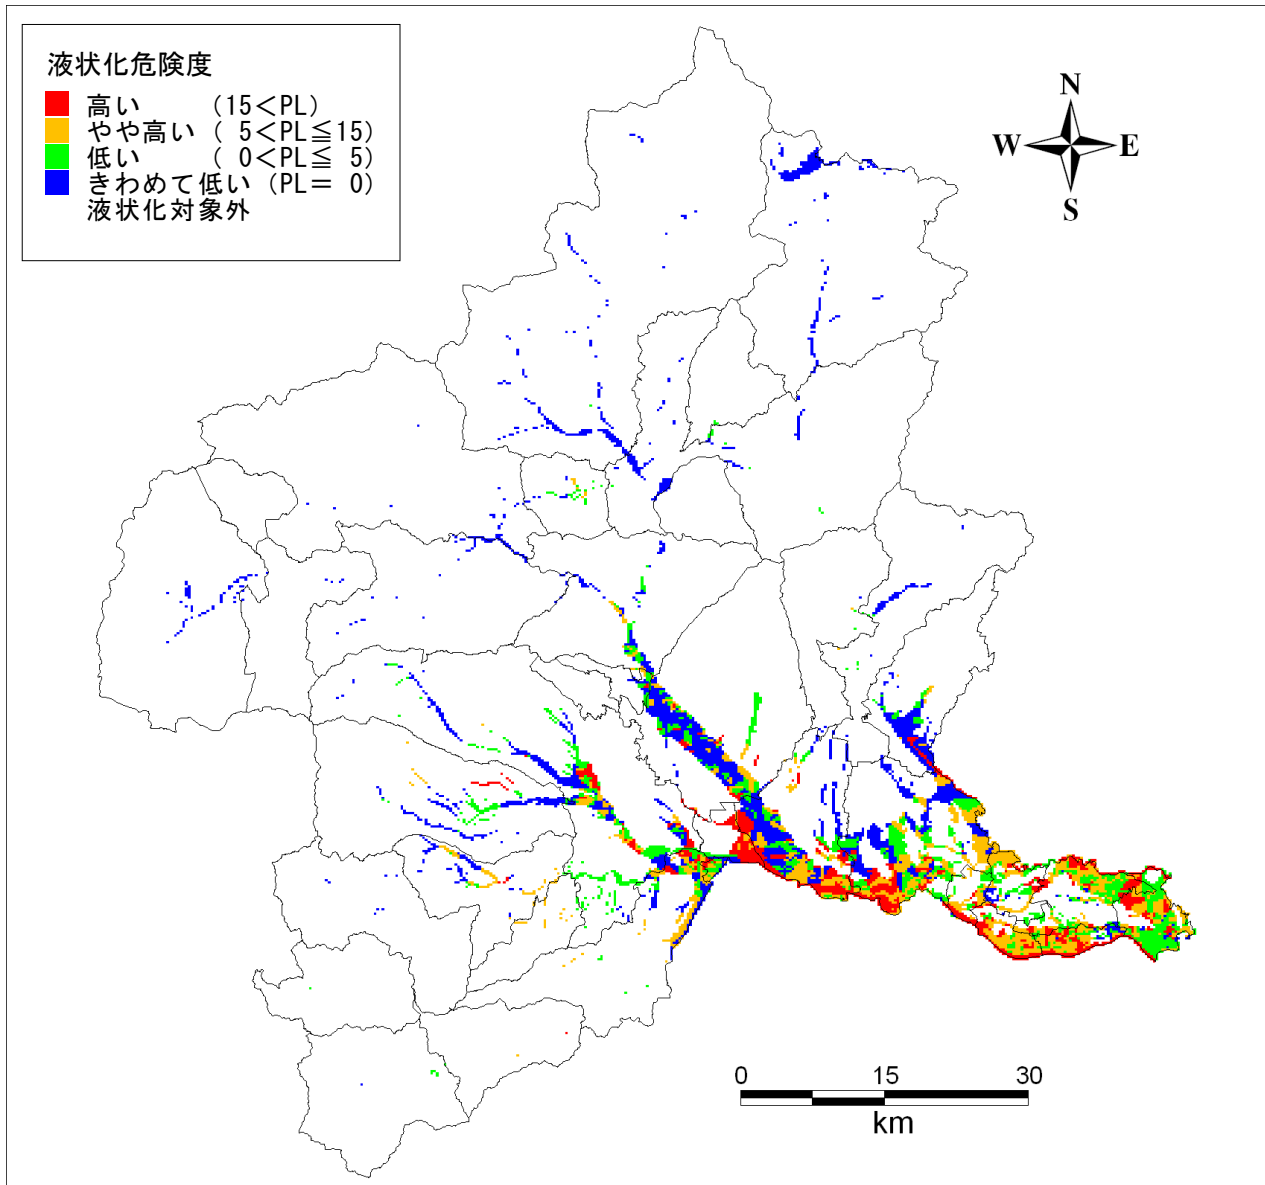 液状化危険度
高い (15<PL)
やや高い ( 5<PL≦15)
低い ( 0<PL≦ 5)
きわめて低い (PL= 0)
液状化対象外
N
W E
S
0 15 30
km